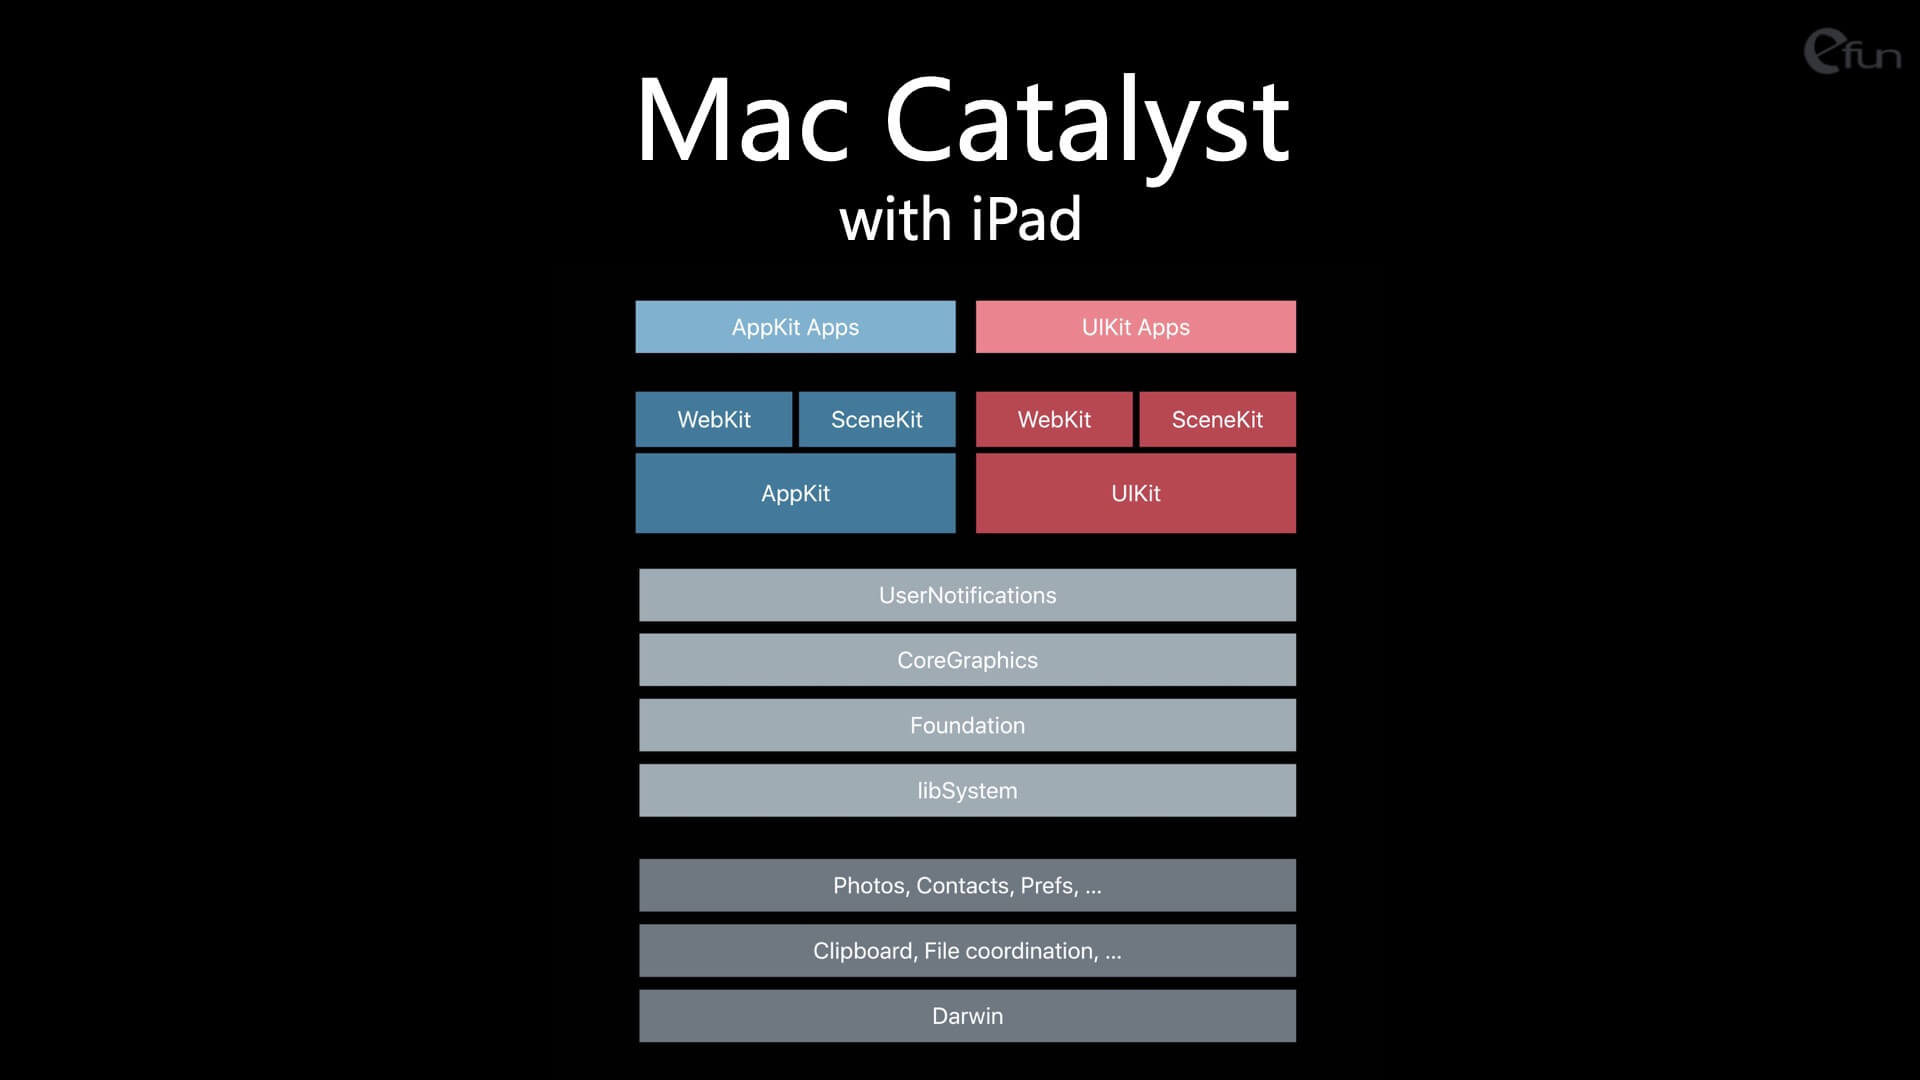 efun
Mac Catalyst
with iPad
AppKit Apps
UIKit Apps
WebKit
SceneKit
WebKit
SceneKit
AppKit
UIKit
UserNotifications
CoreGraphics
Foundation
libSystem
Photos, Contacts, Prefs, ...
Clipboard, File coordination, ...
Darwin